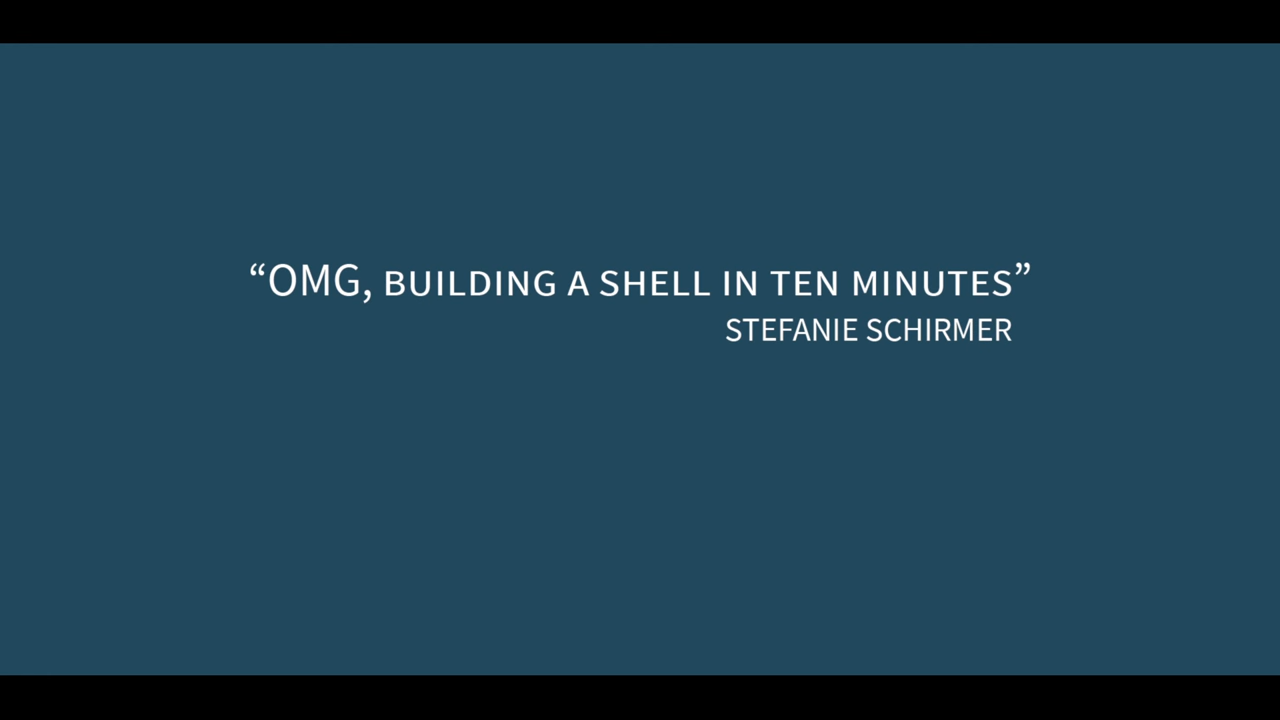 “OMG, BUILDING A SHELL IN TEN MINUTES”
STEFANIE SCHIRMER